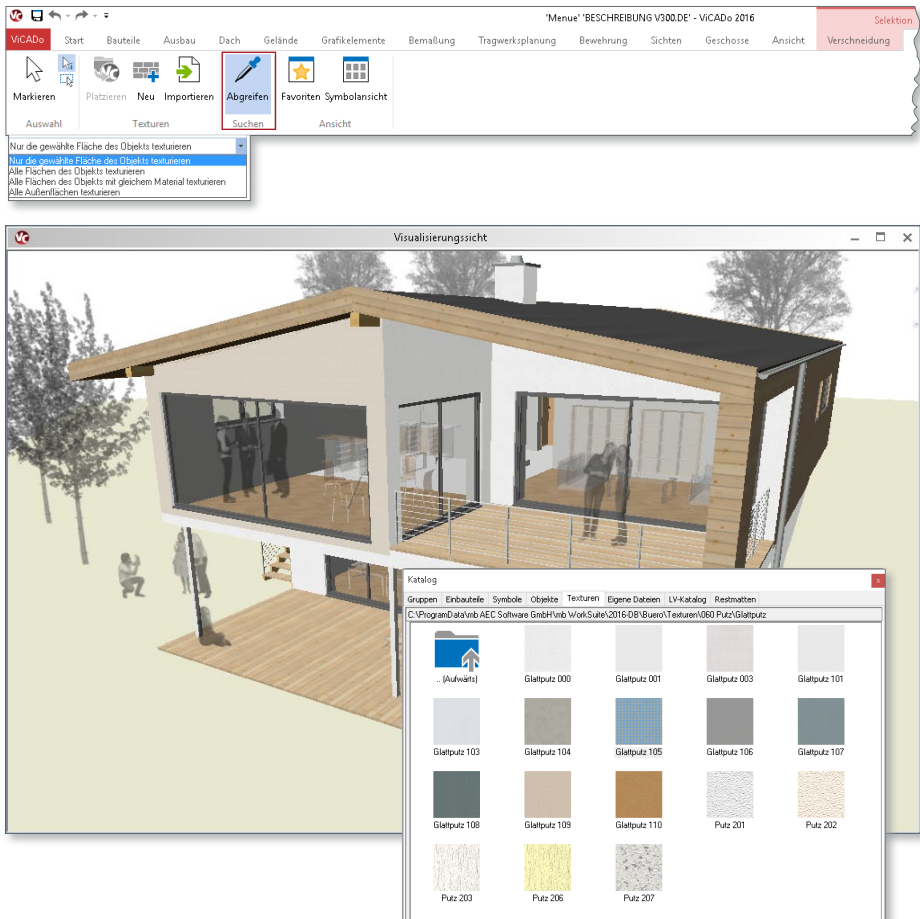 'Menue' 'BESCHREIBUNG V300.DE' - ViCADo 2016
Selektion
ViCADo Start Bauteile Ausbau Dach Gelände Grafikelemente Bemaßung Tragwerksplanung Bewehrung Sichten Geschosse Ansicht Verschneidung
Markieren Platzieren Neu Importieren Abgreifen Favoriten Symbolansicht
Auswahl Texturen Suchen Ansicht
Nur die gewählte Fläche des Objekts texturieren
Nur die gewählte Fläche des Objekts texturieren
Alle Flächen des Objekts texturieren
Alle Flächen des Objekts mit gleichem Material texturieren
Alle Außenflächen texturieren
Visualisierungssicht
Katalog
Gruppen Einbauteile Symbole Objekte Texturen Eigene Dateien LV-Katalog Restmatten
C:\ProgramData\mb AEC Software GmbH\mb WorkSuite\2016-DB\Buero\Texturen\060 Putz\Glattputz
.. (Aufwärts) Glattputz 000 Glattputz 001 Glattputz 003 Glattputz 101
Glattputz 103 Glattputz 104 Glattputz 105 Glattputz 106 Glattputz 107
Glattputz 108 Glattputz 109 Glattputz 110 Putz 201 Putz 202
Putz 203 Putz 206 Putz 207